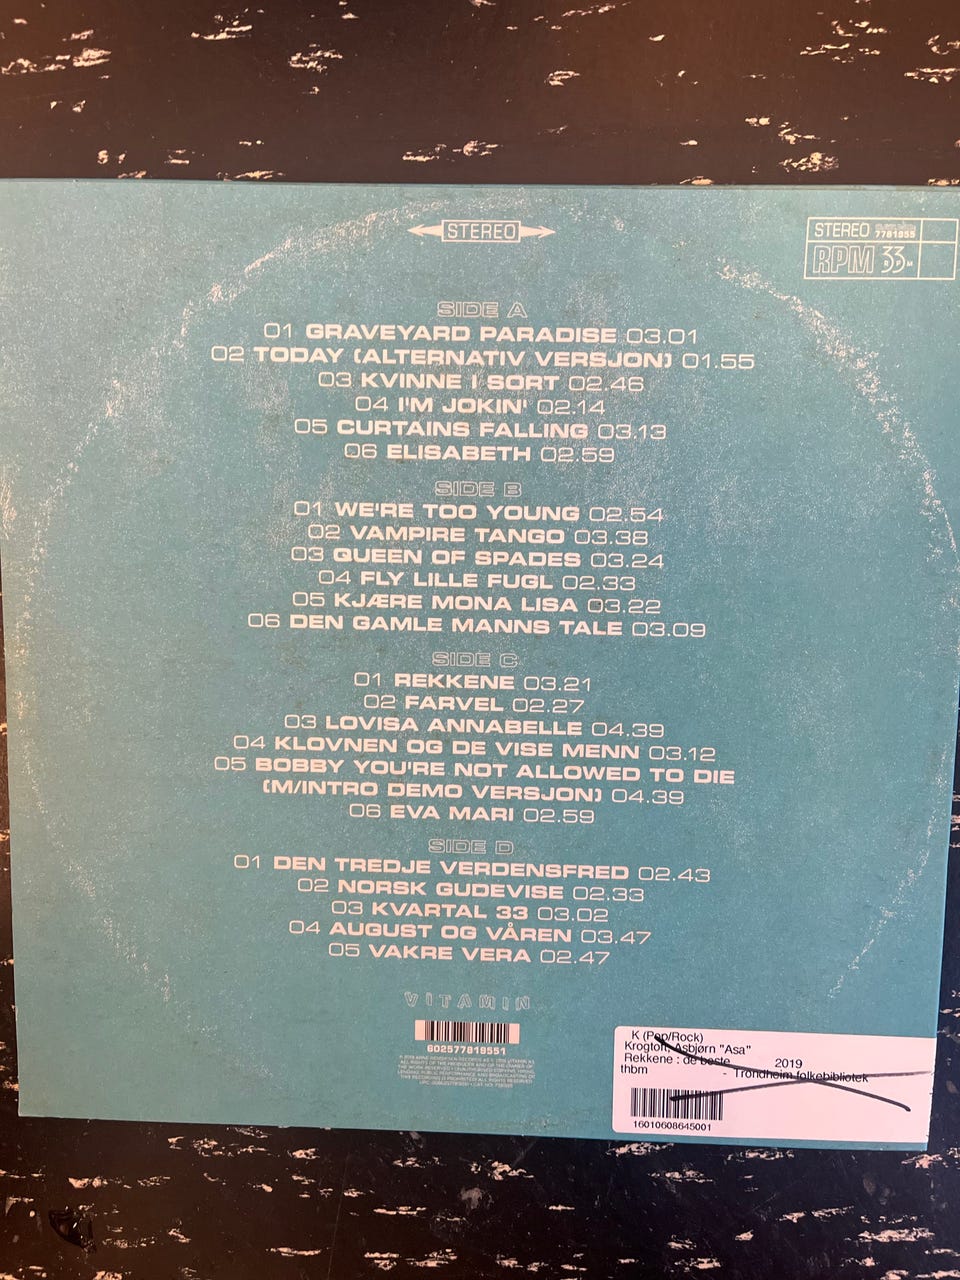 STEREO
STEREO 7781955
RPM 33 RPM
SIDE A
01 GRAVEYARD PARADISE 03.01
02 TODAY (ALTERNATIV VERSJON) 01.55
03 KVINNE I SORT 02.46
04 I'M JOKIN' 02.14
05 CURTAINS FALLING 03.13
06 ELISABETH 02.59
SIDE B
01 WE'RE TOO YOUNG 02.54
02 VAMPIRE TANGO 03.38
03 QUEEN OF SPADES 03.24
04 FLY LILLE FUGL 02.33
05 KJÆRE MONA LISA 03.22
06 DEN GAMLE MANNS TALE 03.09
SIDE C
01 REKKENE 03.21
02 FARVEL 02.27
03 LOVISA ANNABELLE 04.39
04 KLOVNEN OG DE VISE MENN 03.12
05 BOBBY YOU'RE NOT ALLOWED TO DIE
(M/INTRO DEMO VERSJON) 04.39
06 EVA MARI 02.59
SIDE D
01 DEN TREDJE VERDENSFRED 02.43
02 NORSK GUDEVISE 02.33
03 KVARTAL 33 03.02
04 AUGUST OG VÅREN 03.47
05 VAKRE VERA 02.47
VITAMIN
602577819551
K (Pop/Rock)
Krogtoft, Asbjørn "Asa"
Rekkene : de beste 2019
thbm - Trondheim folkebibliotek
16010608645001